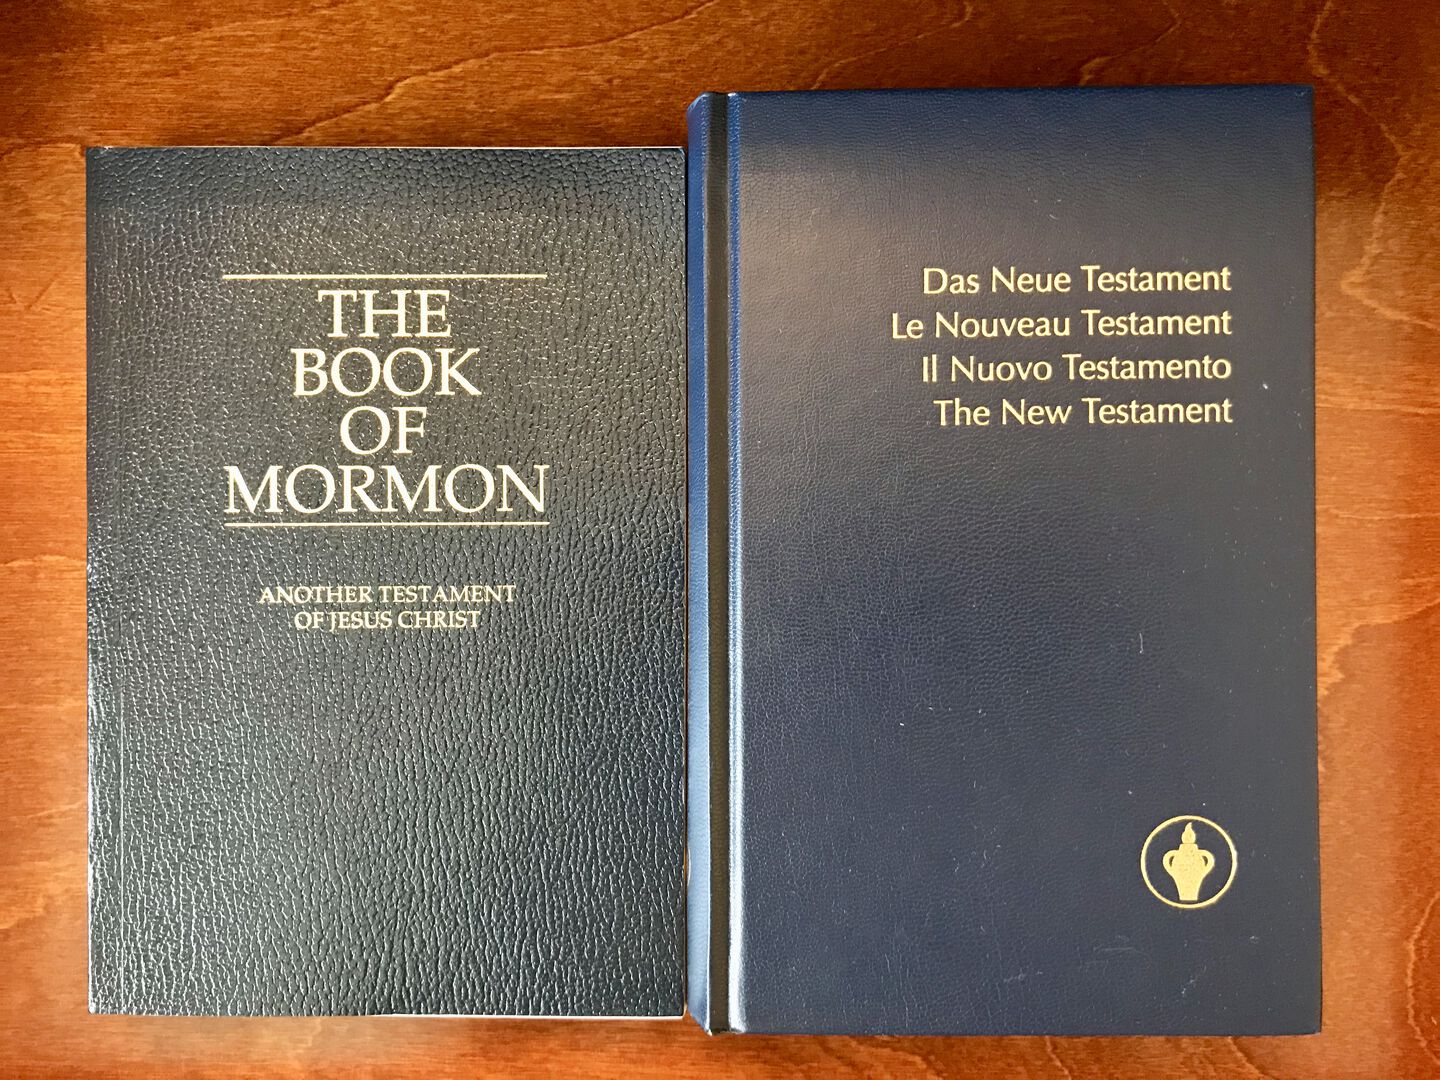 THE
BOOK
OF
MORMON
ANOTHER TESTAMENT
OF JESUS CHRIST
Das Neue Testament
Le Nouveau Testament
Il Nuovo Testamento
The New Testament